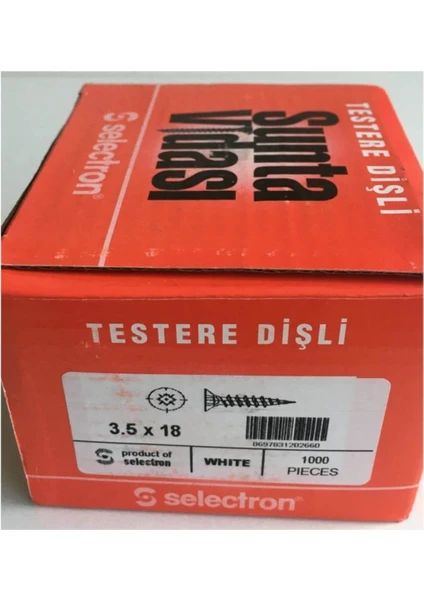 selectron®
Sunta
Vidası
TESTERE DİŞLİ
TESTERE DİŞLİ
3.5 x 18
8697831202660
product of
selectron
WHITE
1000
PIECES
selectron®